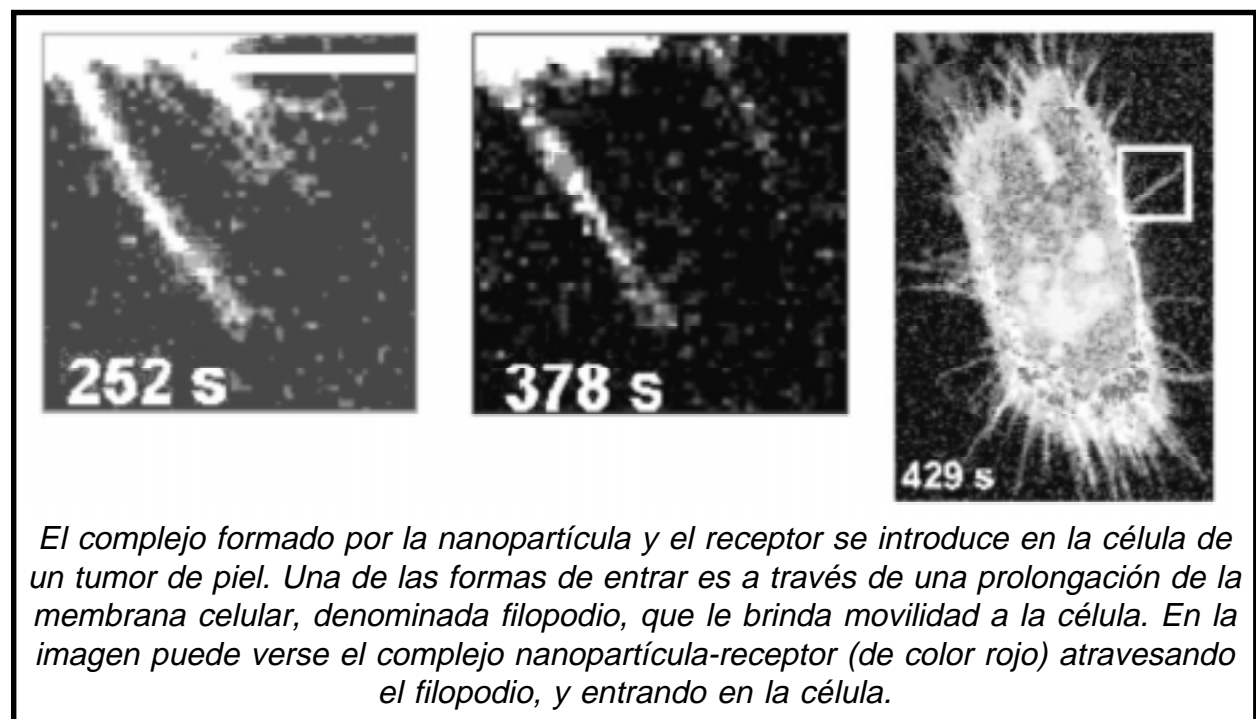 252 s
378 s
429 s
El complejo formado por la nanopartícula y el receptor se introduce en la célula de
un tumor de piel. Una de las formas de entrar es a través de una prolongación de la
membrana celular, denominada filopodio, que le brinda movilidad a la célula. En la
imagen puede verse el complejo nanopartícula-receptor (de color rojo) atravesando
el filopodio, y entrando en la célula.